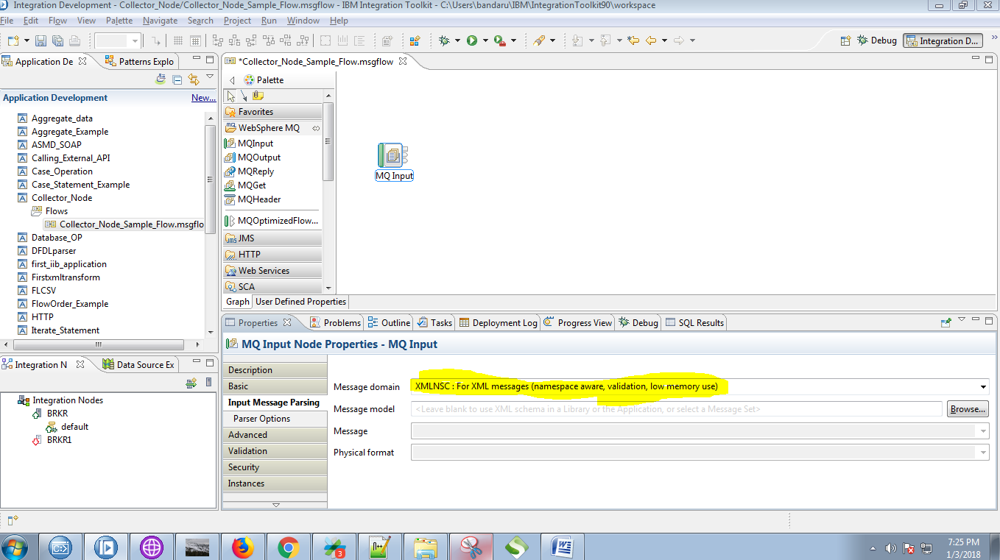 Integration Development - Collector_Node/Collector_Node_Sample_Flow.msgflow - IBM Integration Toolkit - C:\Users\bandaru\IBM\IntegrationToolkit90\workspace
File Edit Flow View Palette Navigate Search Project Run Window Help
Debug
Integration D...
Application De
Patterns Explo
Application Development
New...
Aggregate_data
Aggregate_Example
ASMD_SOAP
Calling_External_API
Case_Operation
Case_Statement_Example
Collector_Node
Flows
Collector_Node_Sample_Flow.msgflo
Database_OP
DFDLparser
first_iib_application
Firstxmltransform
FLCSV
FlowOrder_Example
HTTP
Iterate_Statement
*Collector_Node_Sample_Flow.msgflow
Palette
Favorites
WebSphere MQ
MQInput
MQOutput
MQReply
MQGet
MQHeader
MQOptimizedFlow...
JMS
HTTP
Web Services
SCA
MQ Input
Graph
User Defined Properties
Integration N
Data Source Ex
Integration Nodes
BRKR
default
BRKR1
Properties
Problems
Outline
Tasks
Deployment Log
Progress View
Debug
SQL Results
MQ Input Node Properties - MQ Input
Description
Basic
Input Message Parsing
Parser Options
Advanced
Validation
Security
Instances
Message domain
XMLNSC : For XML messages (namespace aware, validation, low memory use)
Message model
<Leave blank to use XML schema in a Library or the Application, or select a Message Set>
Browse...
Message
Physical format
3
7:25 PM
1/3/2018